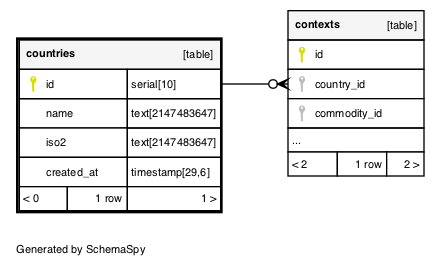 countries [table]
id serial[10]
name text[2147483647]
iso2 text[2147483647]
created_at timestamp[29,6]
< 0 1 row 1 >
contexts [table]
id
country_id
commodity_id
...
< 2 1 row 2 >
Generated by SchemaSpy